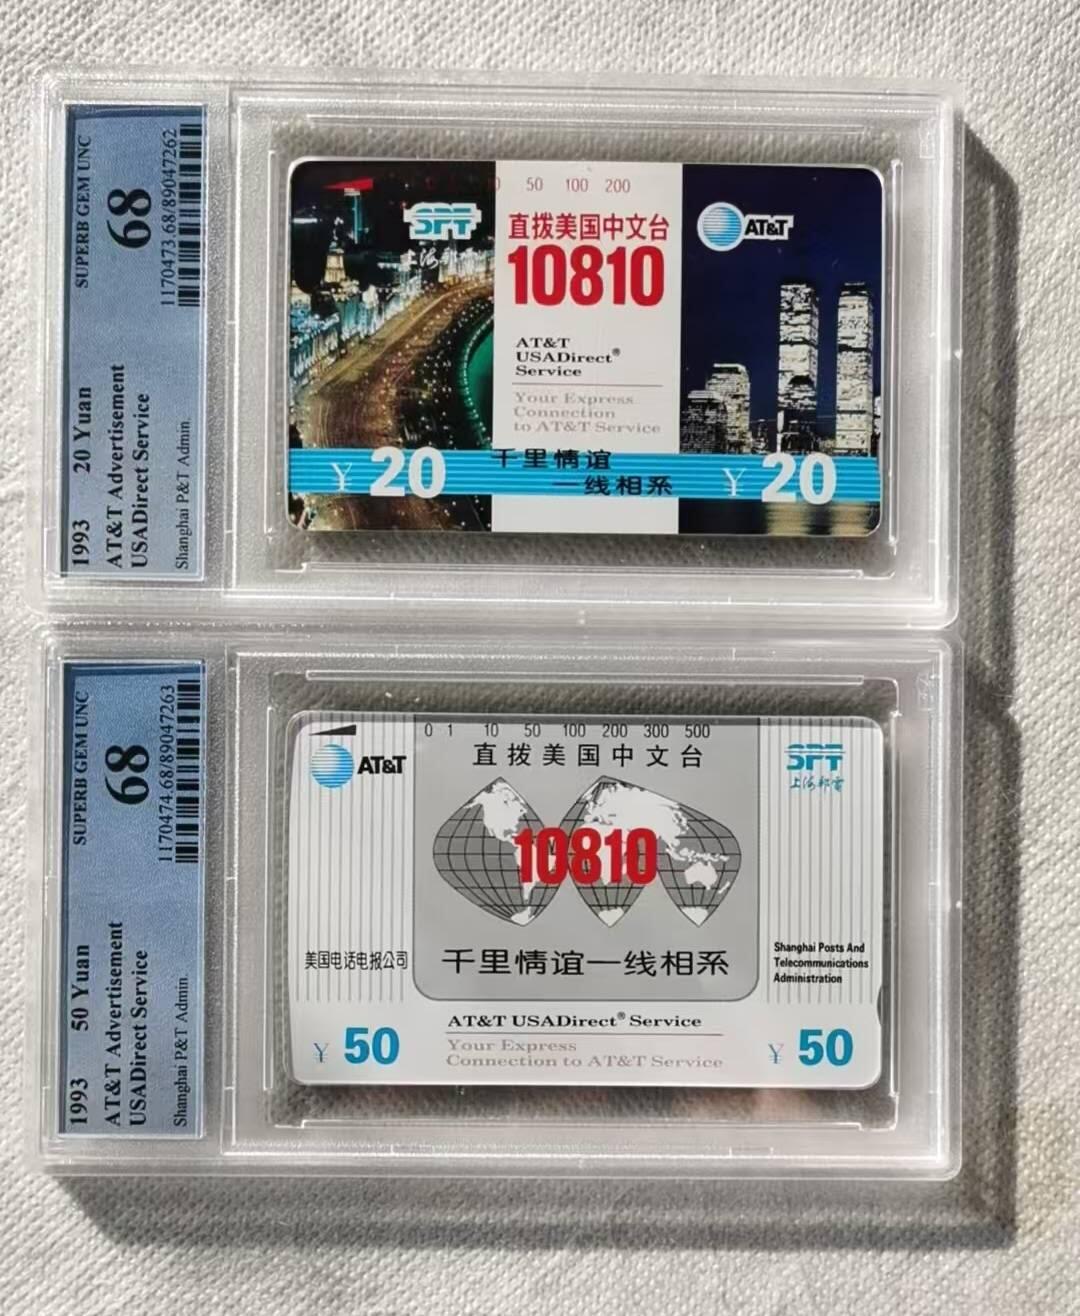 SUPERB GEM UNC
68
1170473.68/89047262
1993 20 Yuan
AT&T Advertisement
USADirect Service
Shanghai P&T Admin.
50 100 200
SPT
上海邮电
直拨美国中文台
10810
AT&T
AT&T
USADirect®
Service
Your Express
Connection
to AT&T Service
千里情谊
一线相系
¥ 20
¥ 20
SUPERB GEM UNC
68
1170474.68/89047263
1993 50 Yuan
AT&T Advertisement
USADirect Service
Shanghai P&T Admin.
0 1 10 50 100 200 300 500
AT&T
直拨美国中文台
SPT
上海邮电
10810
美国电话电报公司
千里情谊一线相系
Shanghai Posts And
Telecommunications
Administration
AT&T USADirect® Service
Your Express
Connection to AT&T Service
¥ 50
¥ 50